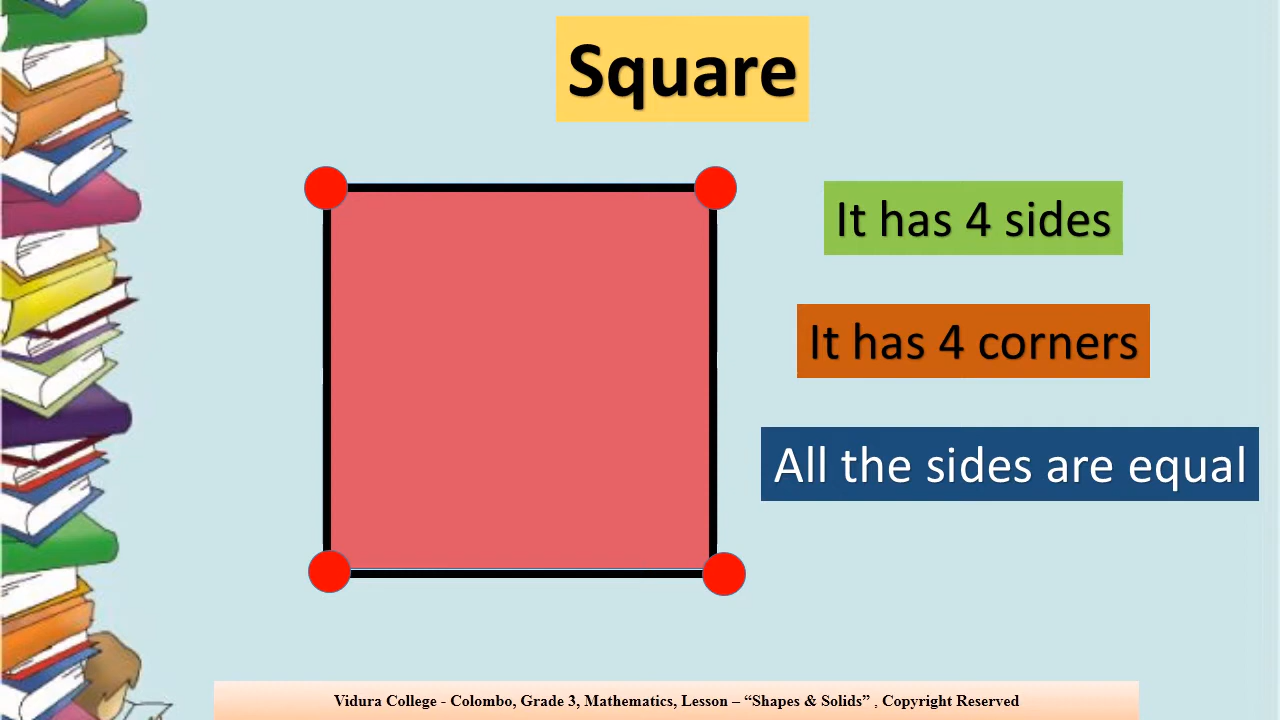 Square
It has 4 sides
It has 4 corners
All the sides are equal
Vidura College - Colombo, Grade 3, Mathematics, Lesson – “Shapes & Solids” , Copyright Reserved